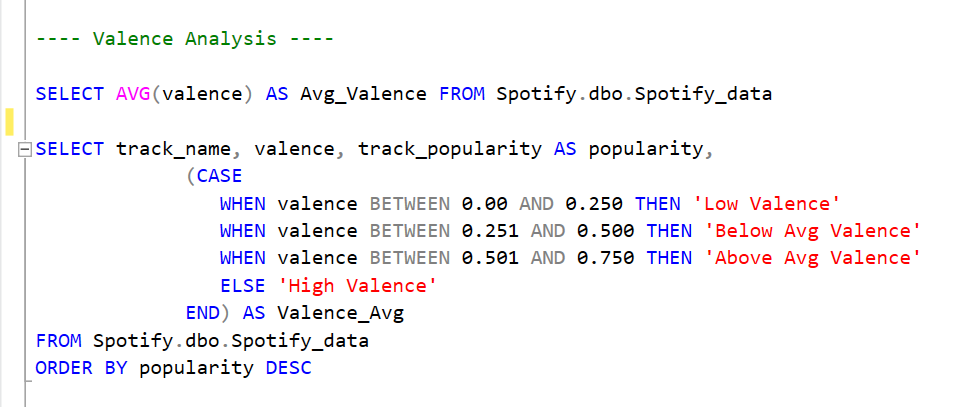 ---- Valence Analysis ----
SELECT AVG(valence) AS Avg_Valence FROM Spotify.dbo.Spotify_data
SELECT track_name, valence, track_popularity AS popularity,
(CASE
WHEN valence BETWEEN 0.00 AND 0.250 THEN 'Low Valence'
WHEN valence BETWEEN 0.251 AND 0.500 THEN 'Below Avg Valence'
WHEN valence BETWEEN 0.501 AND 0.750 THEN 'Above Avg Valence'
ELSE 'High Valence'
END) AS Valence_Avg
FROM Spotify.dbo.Spotify_data
ORDER BY popularity DESC